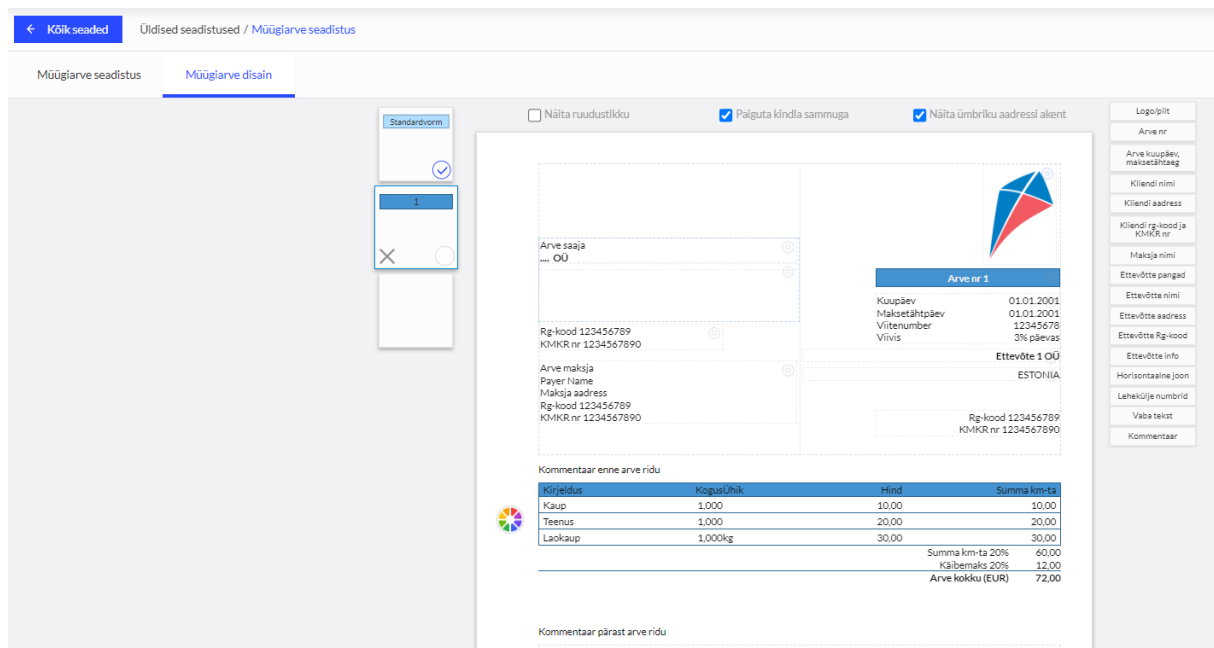 ← Kõik seaded
Üldised seadistused / Müügiarve seadistus
Müügiarve seadistus
Müügiarve disain
Standardvorm
1
Näita ruudustikku
Paiguta kindla sammuga
Näita ümbriku aadressi akent
Arve saaja
.... OÜ
Rg-kood 123456789
KMKR nr 1234567890
Arve maksja
Payer Name
Maksja aadress
Rg-kood 123456789
KMKR nr 1234567890
Arve nr 1
Kuupäev 01.01.2001
Maksetähtpäev 01.01.2001
Viitenumber 12345678
Viivis 3% päevas
Ettevõte 1 OÜ
ESTONIA
Rg-kood 123456789
KMKR nr 1234567890
Kommentaar enne arve ridu
Kirjeldus KogusÜhik Hind Summa km-ta
Kaup 1,000 10,00 10,00
Teenus 1,000 20,00 20,00
Laokaup 1,000kg 30,00 30,00
Summa km-ta 20% 60,00
Käibemaks 20% 12,00
Arve kokku (EUR) 72,00
Kommentaar pärast arve ridu
Logo/pilt
Arve nr
Arve kuupäev,
maksetähtaeg
Kliendi nimi
Kliendi aadress
Kliendi rg-kood ja
KMKR nr
Maksja nimi
Ettevõtte pangad
Ettevõtte nimi
Ettevõtte aadress
Ettevõtte Rg-kood
Ettevõtte info
Horisontaalne joon
Lehekülje numbrid
Vaba tekst
Kommentaar